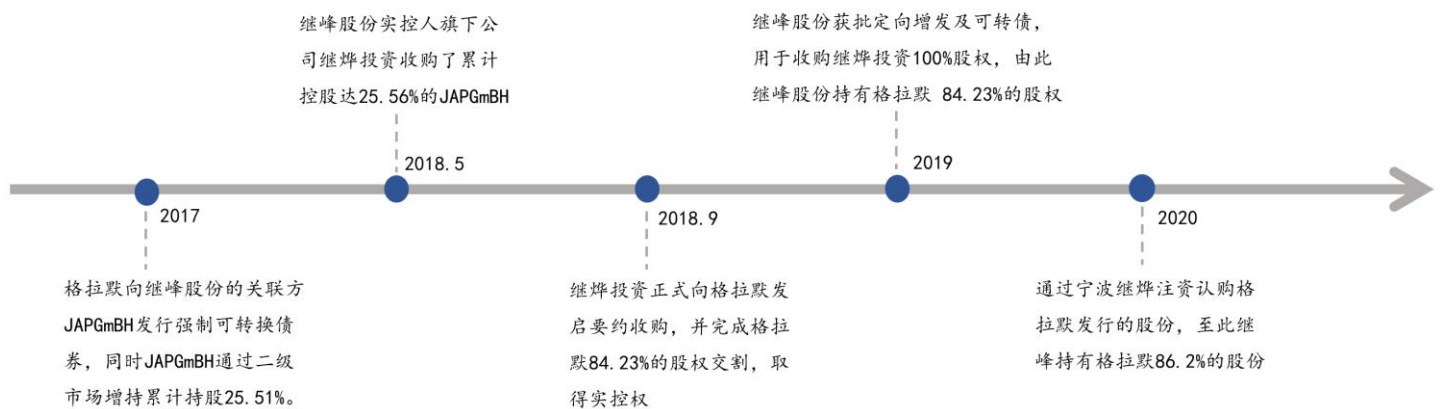 继峰股份实控人旗下公
司继烨投资收购了累计
控股达25.56%的JAPGmBH
继峰股份获批定向增发及可转债，
用于收购继烨投资100%股权，由此
继峰股份持有格拉默 84.23%的股权
2018.5
2019
2017
2018.9
2020
格拉默向继峰股份的关联方
JAPGmBH发行强制可转换债
券，同时JAPGmBH通过二级
市场增持累计持股25.51%。
继烨投资正式向格拉默发
启要约收购，并完成格拉
默84.23%的股权交割，取
得实控权
通过宁波继烨注资认购格
拉默发行的股份，至此继
峰持有格拉默86.2%的股份